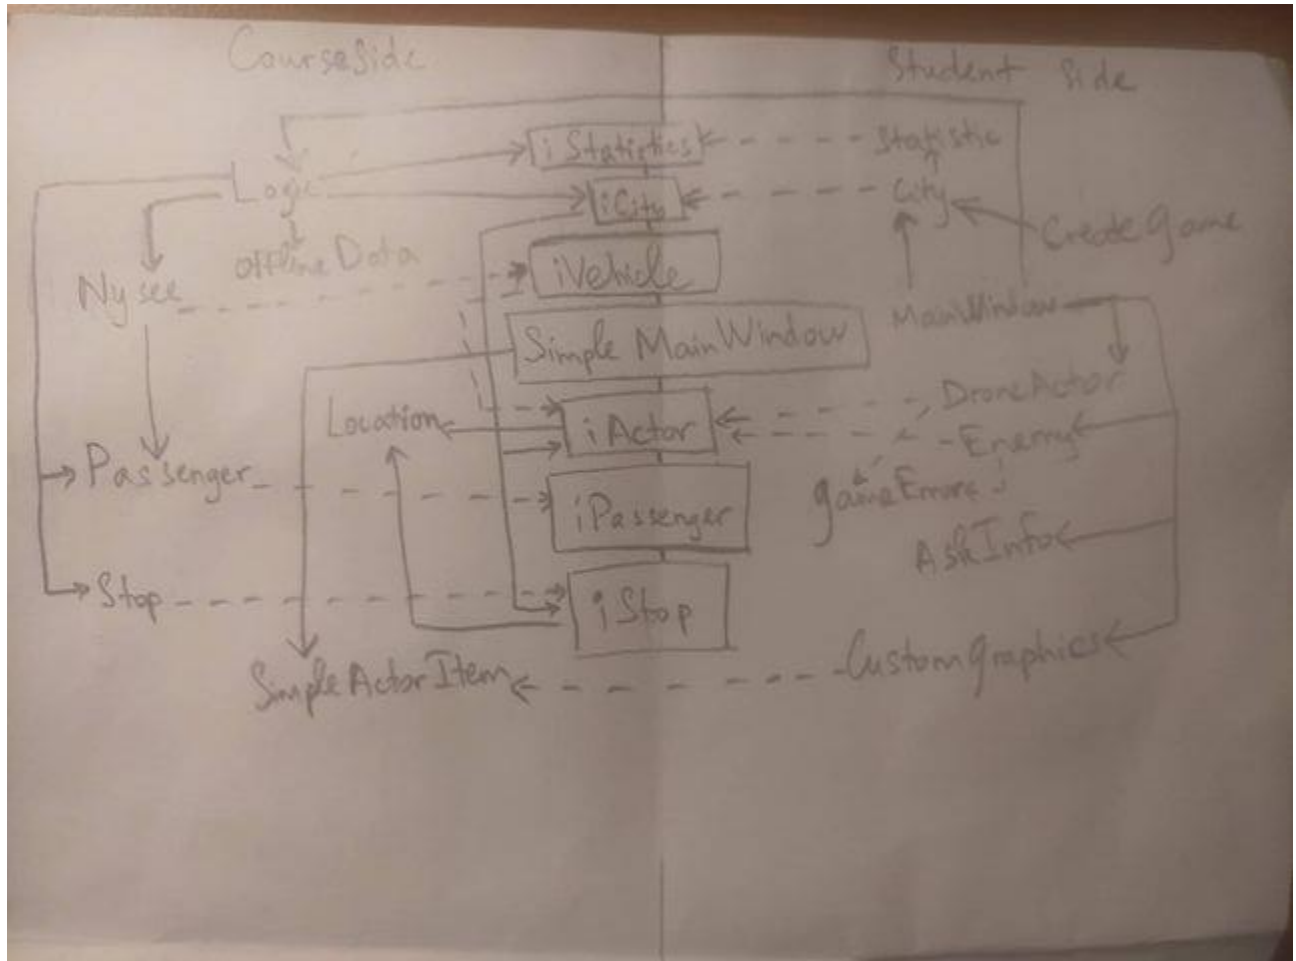 CourseSide
Student Side
iStatistics
Statistic
Logic
iCity
City
CreateGame
offline Data
Nysee
iVehicle
MainWindow
Simple MainWindow
DroneActor
Location
iActor
Enemy
Passenger
gameErrors
iPassenger
AskInfo
Stop
iStop
SimpleActorItem
CustomGraphics